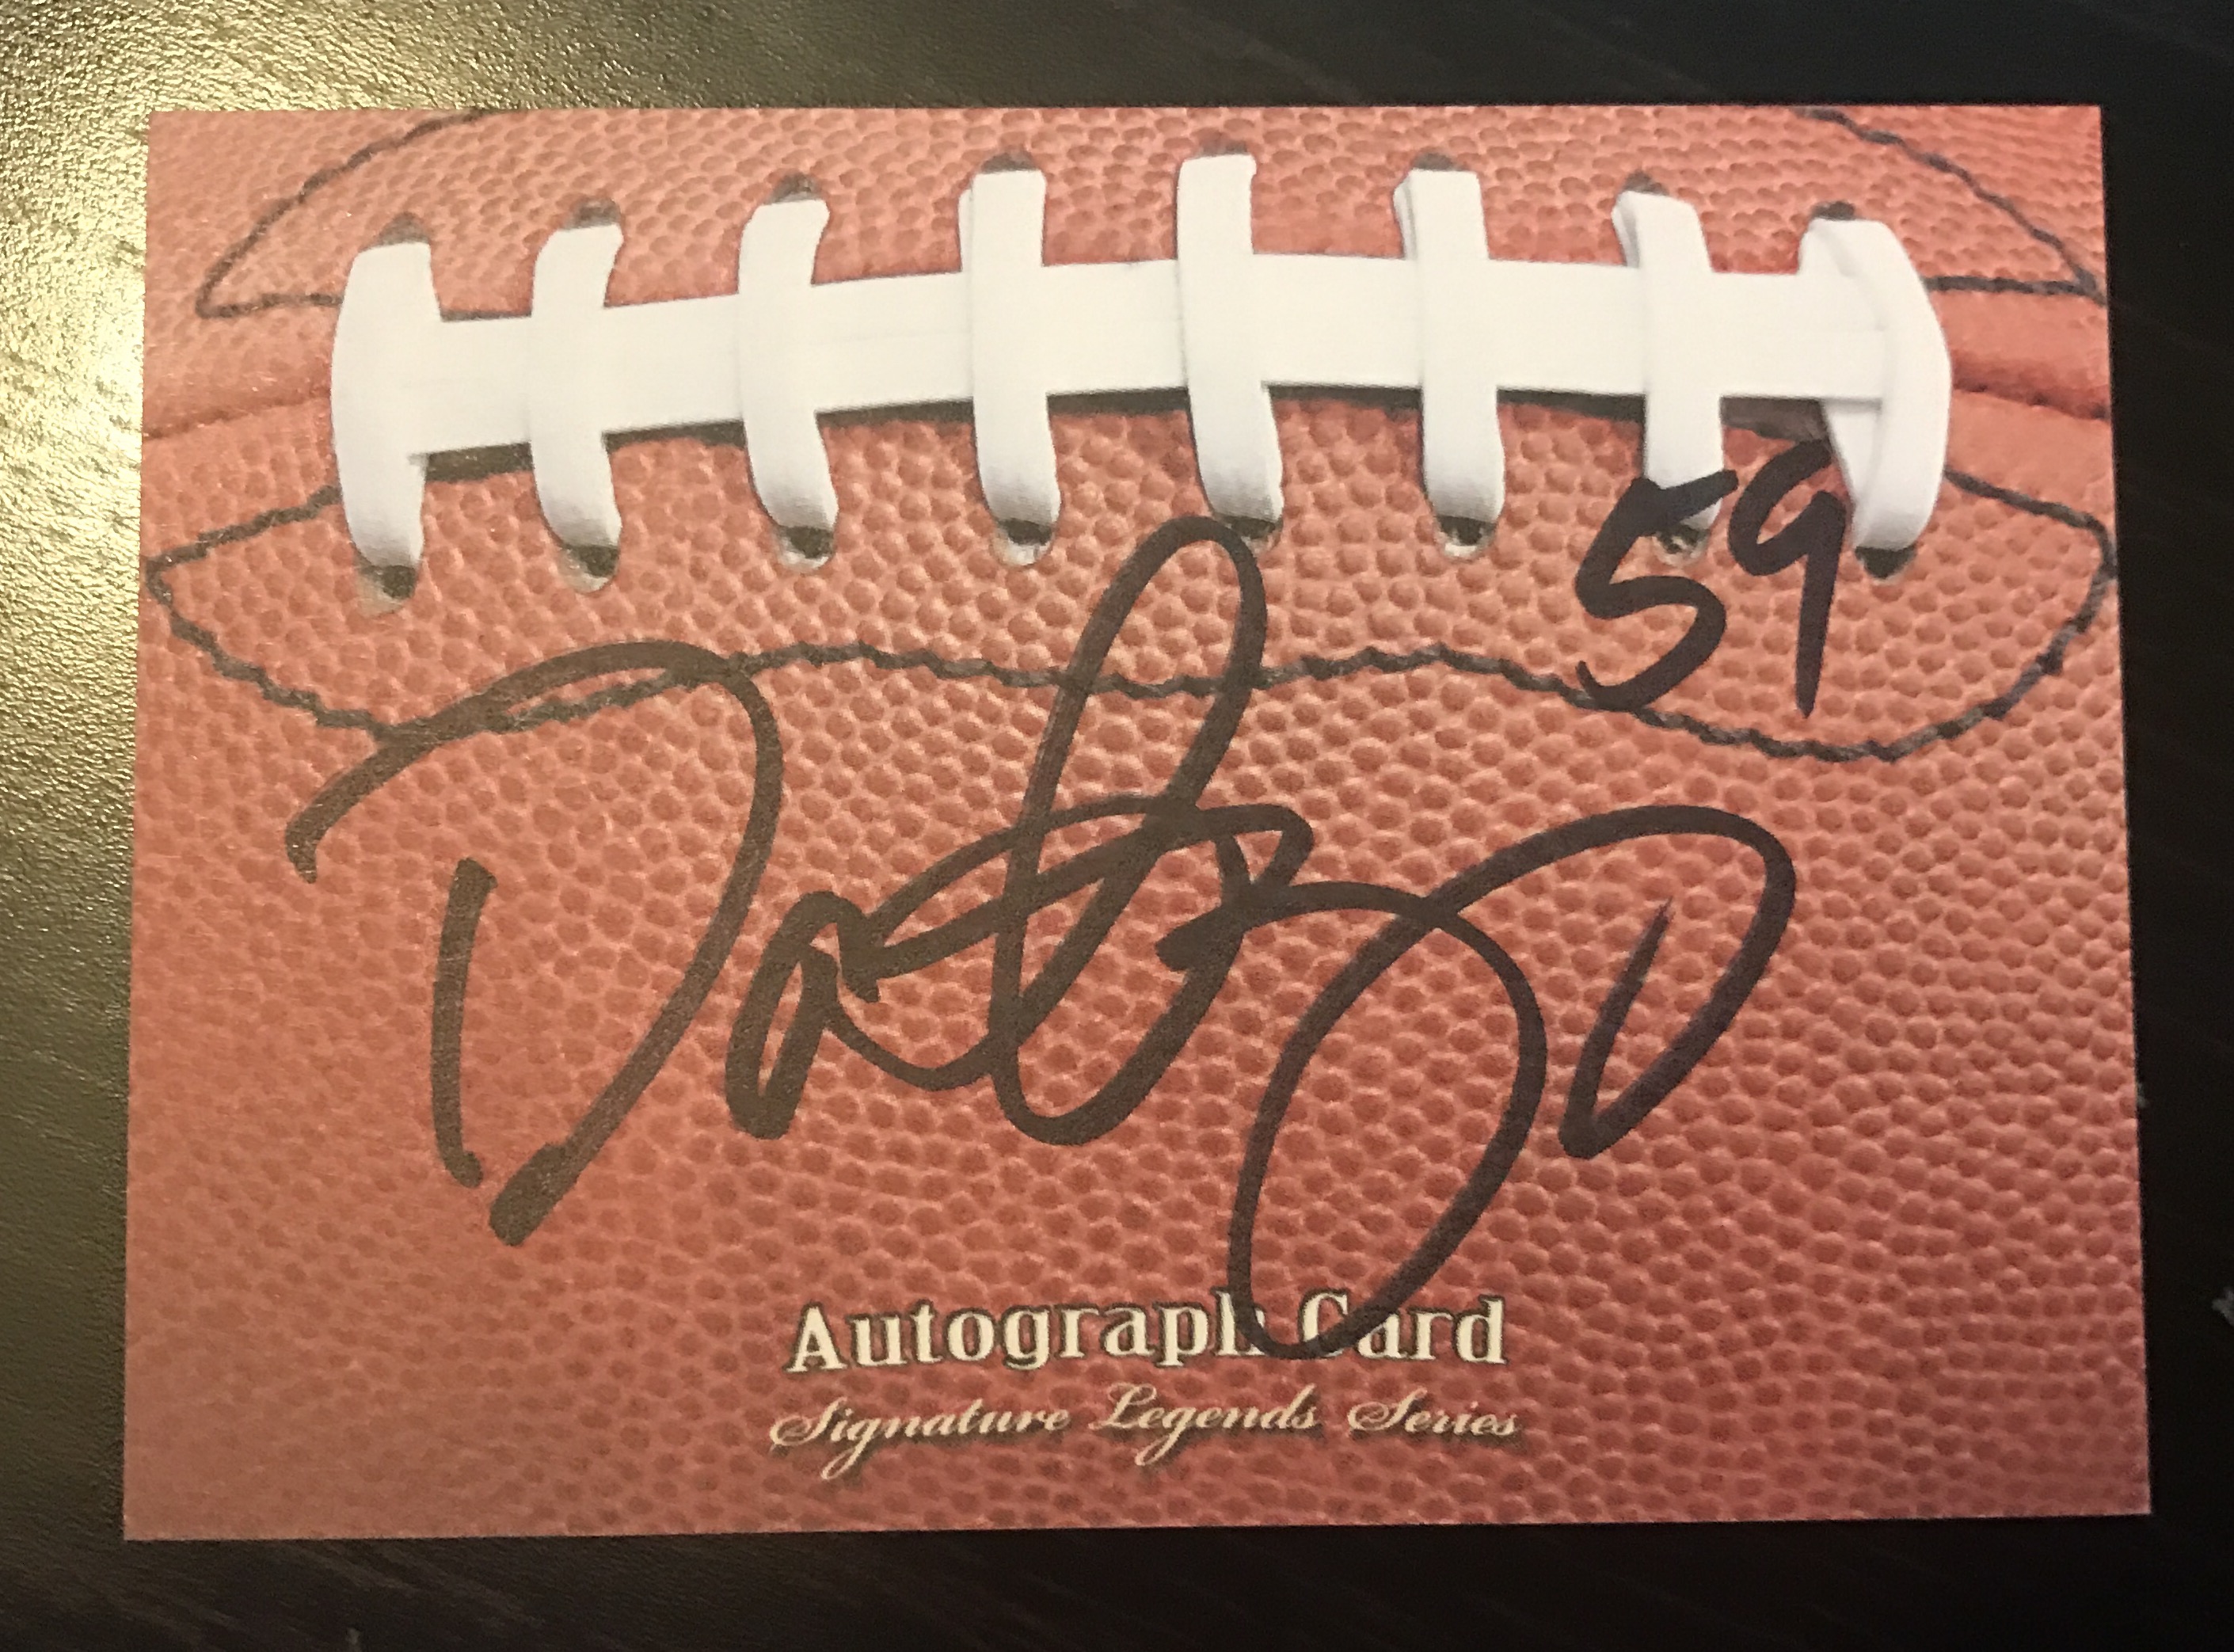 59
Autograph Card
Signature Legends Series